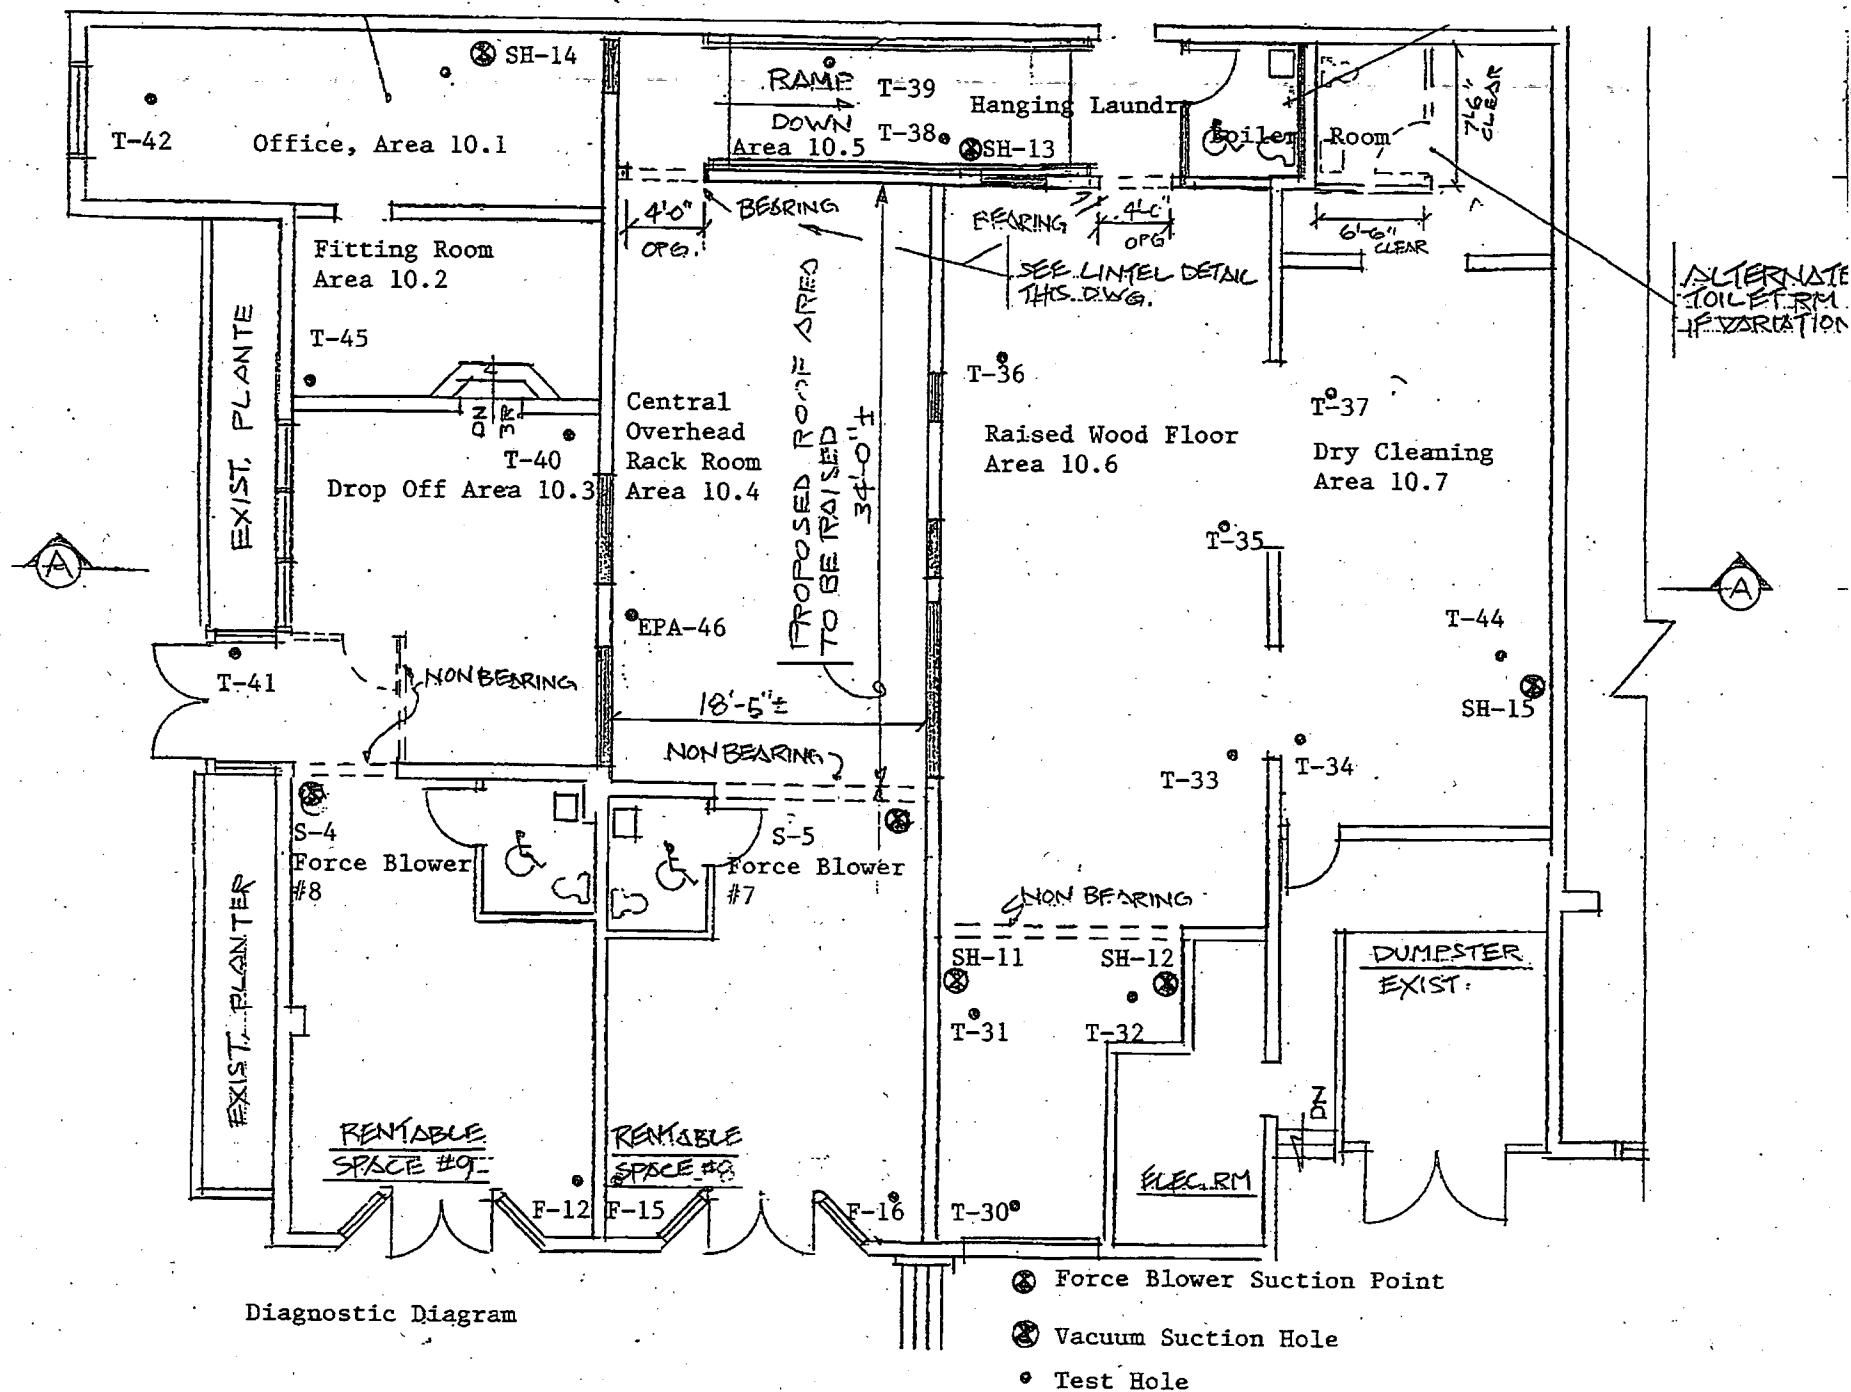 SH-14
T-42
Office, Area 10.1
RAMP
DOWN
Area 10.5
T-39
T-38
SH-13
Hanging Laundry
Boiler Room
7'-6"
CLEAR
4'-0"
OPG.
BEARING
BEARING
4'-0"
OPG
6'-6"
CLEAR
SEE LINTEL DETAIL
THIS DWG.
ALTERNATE
TOILET RM
IF VARIATION
Fitting Room
Area 10.2
T-45
EXIST. PLANTE
DN
3R
T-40
Drop Off Area 10.3
Central
Overhead
Rack Room
Area 10.4
PROPOSED ROOF AREA
TO BE RAISED
34'-0"±
T-36
Raised Wood Floor
Area 10.6
T-37
Dry Cleaning
Area 10.7
T-35
A
A
EPA-46
T-44
SH-15
T-41
NON BEARING
18'-5"±
NON BEARING
T-33
T-34
S-4
Force Blower
#8
S-5
Force Blower
#7
NON BEARING
SH-11
SH-12
T-31
T-32
DUMPSTER
EXIST.
EXIST. PLANTER
DN
RENTABLE
SPACE #9
RENTABLE
SPACE #8
ELEC. RM
F-12
F-15
F-16
T-30
Diagnostic Diagram
Force Blower Suction Point
Vacuum Suction Hole
Test Hole